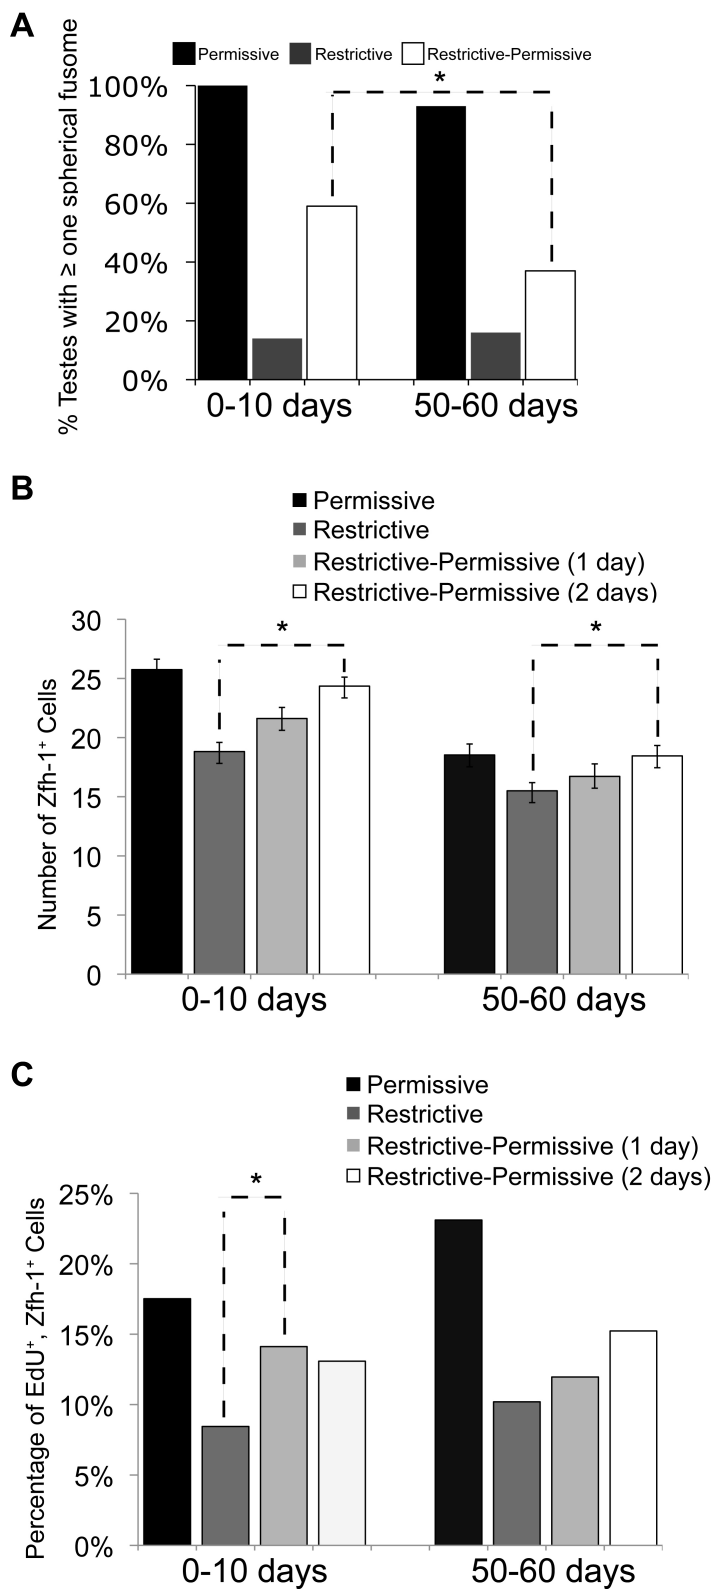 A
% Testes with ≥ one spherical fusome
Permissive Restrictive Restrictive-Permissive
*
100%
80%
60%
40%
20%
0%
0-10 days 50-60 days
B
Permissive
Restrictive
Restrictive-Permissive (1 day)
Restrictive-Permissive (2 days)
Number of Zfh-1⁺ Cells
30
25
20
15
10
5
0
* *
0-10 days 50-60 days
C
Permissive
Restrictive
Restrictive-Permissive (1 day)
Restrictive-Permissive (2 days)
Percentage of EdU⁺, Zfh-1⁺ Cells
25%
20%
15%
10%
5%
0%
*
0-10 days 50-60 days